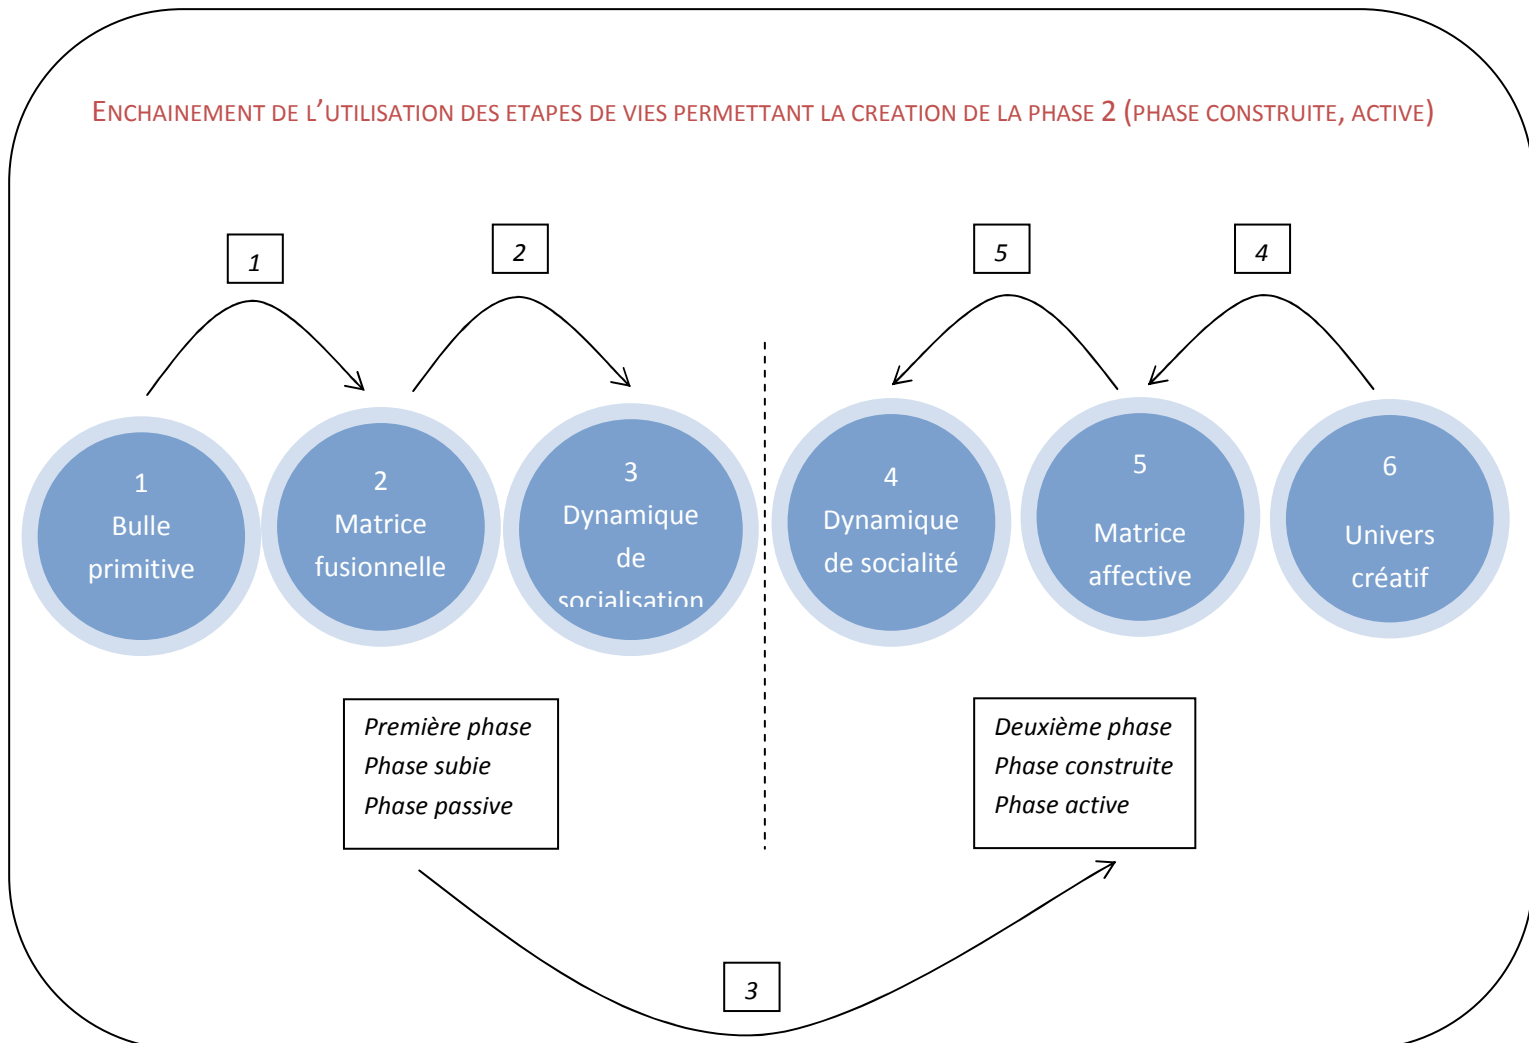 ENCHAINEMENT DE L'UTILISATION DES ETAPES DE VIES PERMETTANT LA CREATION DE LA PHASE 2 (PHASE CONSTRUITE, ACTIVE)
1
2
5
4
1
Bulle
primitive
2
Matrice
fusionnelle
3
Dynamique
de
socialisation
4
Dynamique
de socialité
5
Matrice
affective
6
Univers
créatif
Première phase
Phase subie
Phase passive
Deuxième phase
Phase construite
Phase active
3